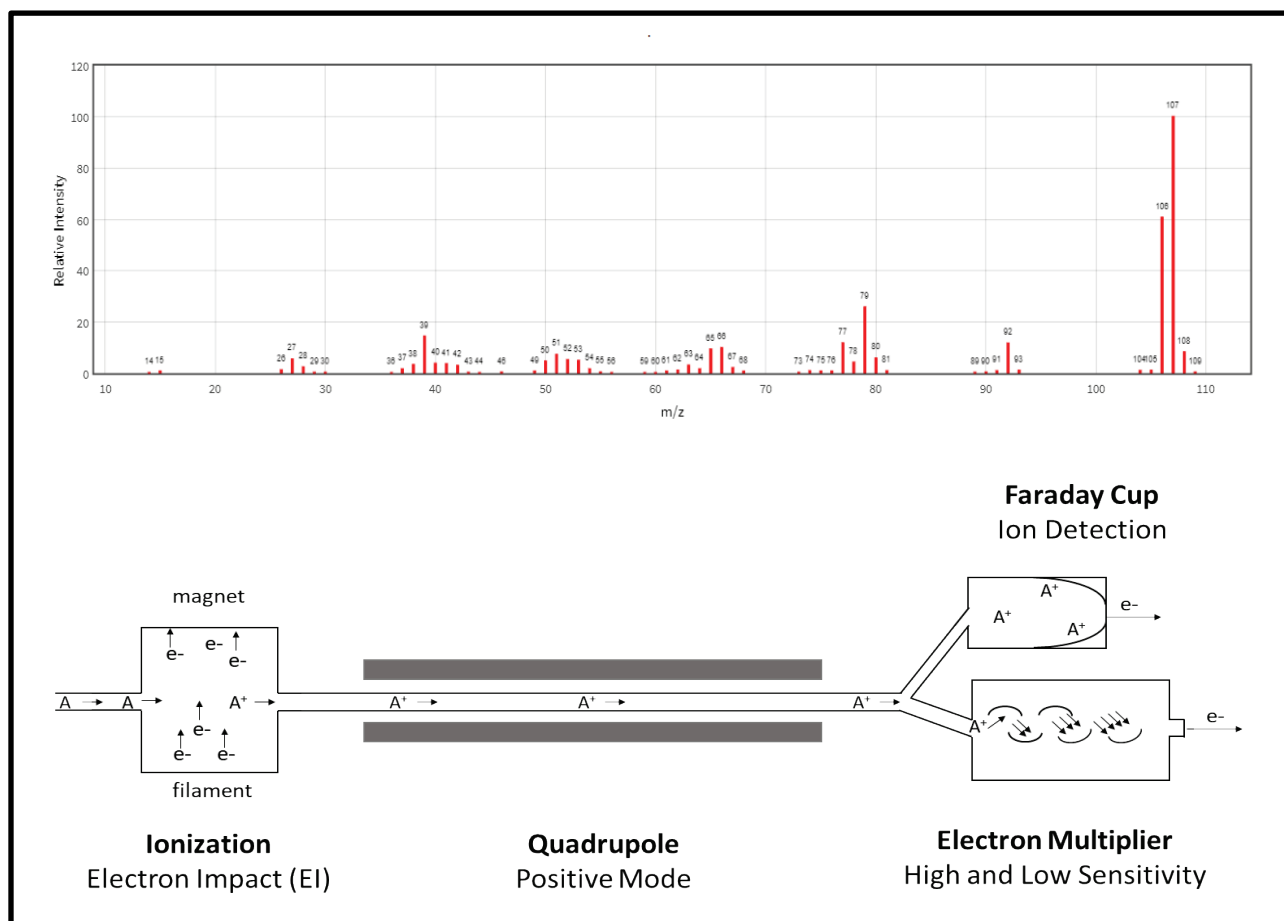 120
100
80
60
40
20
0
Relative Intensity
10 20 30 40 50 60 70 80 90 100 110
m/z
14 15 26 27 28 29 30 36 37 38 39 40 41 42 43 44 46 49 50 51 52 53 54 55 56 59 60 61 62 63 64 65 66 67 68 73 74 75 76 77 78 79 80 81 89 90 91 92 93 104 105 106 107 108 109
Faraday Cup
Ion Detection
magnet
A+
A+
A+
e-
e- e- e-
A A A+ A+ A+ A+
e-
e- e-
filament
A+
e-
Ionization
Electron Impact (EI)
Quadrupole
Positive Mode
Electron Multiplier
High and Low Sensitivity